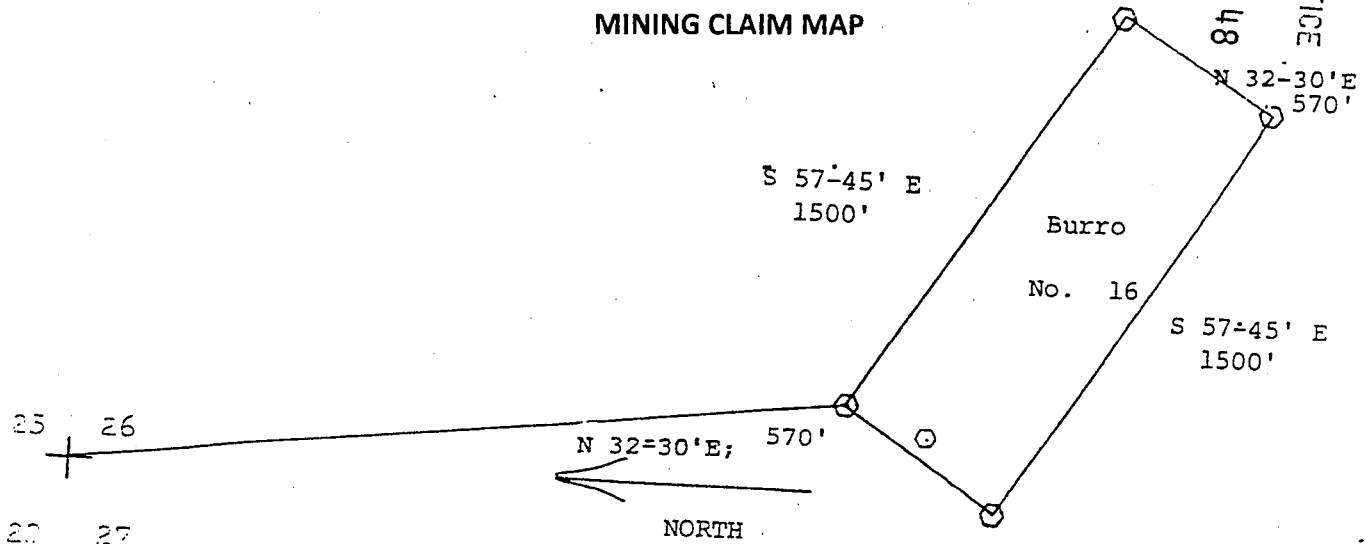 MINING CLAIM MAP
48
N 32-30'E
570'
S 57-45' E
1500'
Burro
No. 16
S 57-45' E
1500'
26
N 32-30'E; 570'
NORTH
27